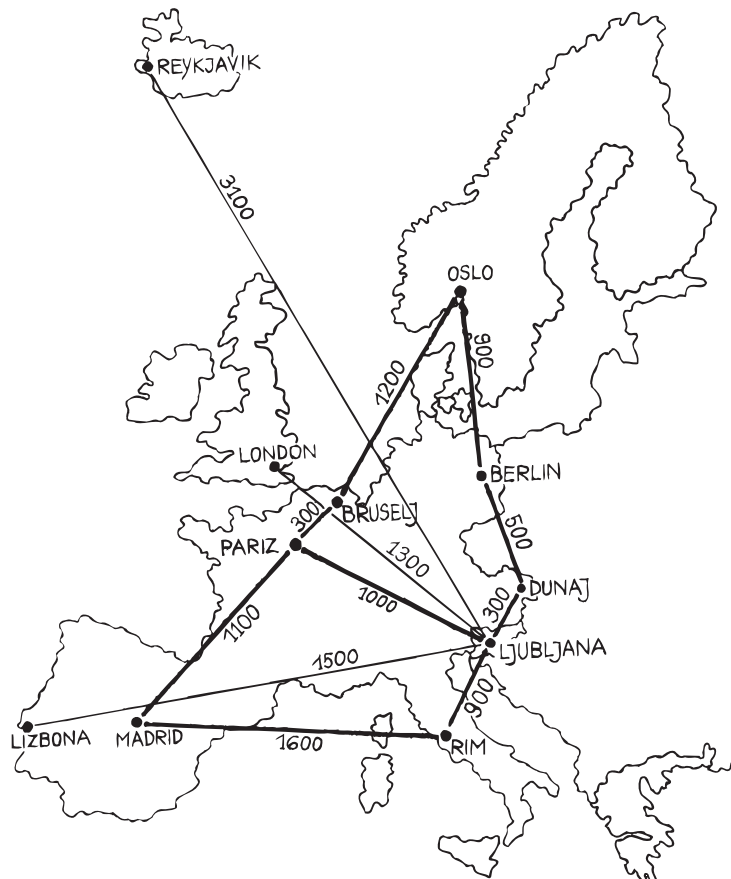 REYKJAVIK
3100
OSLO
900
1200
LONDON
BERLIN
BRUSELJ
300
500
PARIZ
1300
DUNAJ
1000
300
1100
LJUBLJANA
1500
900
LIZBONA
MADRID
1600
RIM